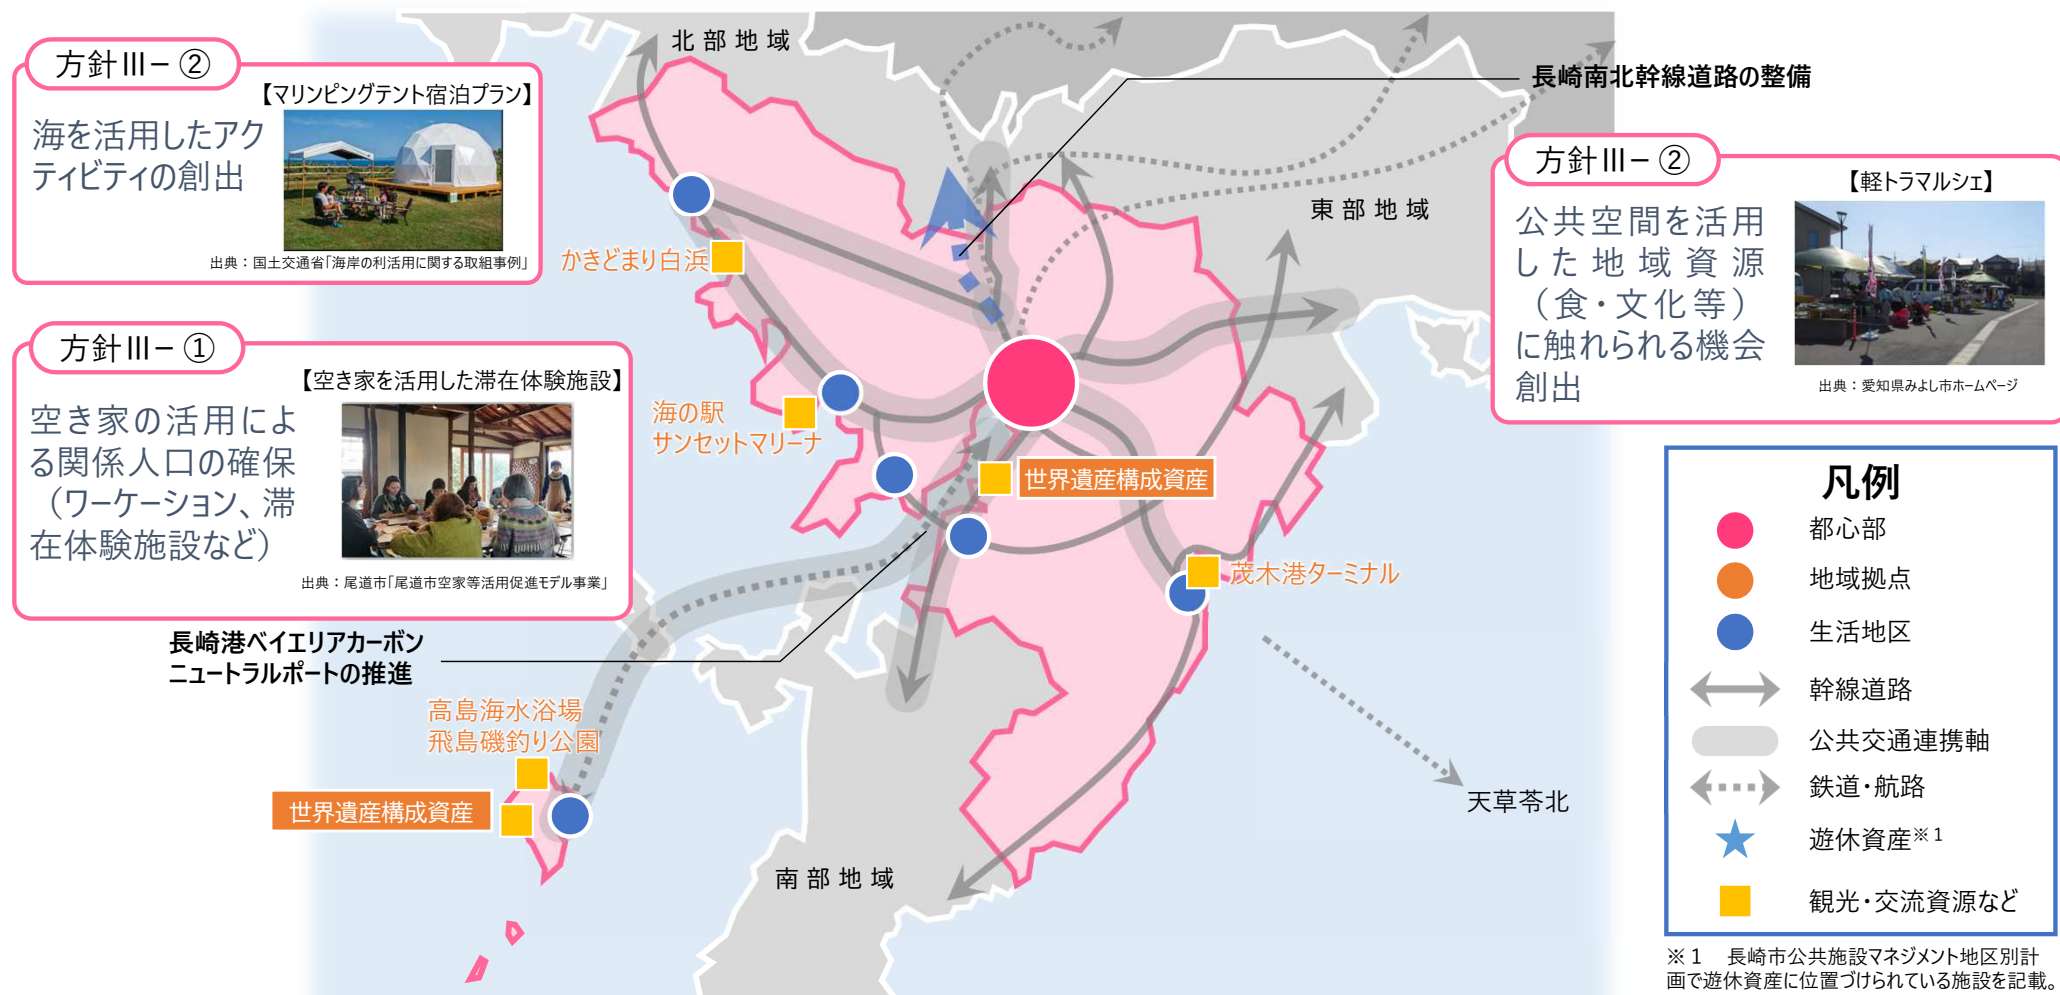 北部地域
方針Ⅲ－②
【マリンピングテント宿泊プラン】
海を活用したアク
ティビティの創出
出典：国土交通省「海岸の利活用に関する取組事例」
長崎南北幹線道路の整備
方針Ⅲ－②
【軽トラマルシェ】
公共空間を活用
した地域資源
（食・文化等）
に触れられる機会
創出
出典：愛知県みよし市ホームページ
東部地域
かきどまり白浜
方針Ⅲ－①
【空き家を活用した滞在体験施設】
空き家の活用によ
る関係人口の確保
（ワーケーション、滞
在体験施設など）
出典：尾道市「尾道市空家等活用促進モデル事業」
海の駅
サンセットマリーナ
世界遺産構成資産
茂木港ターミナル
長崎港ベイエリアカーボン
ニュートラルポートの推進
高島海水浴場
飛島磯釣り公園
世界遺産構成資産
天草苓北
南部地域
凡例
都心部
地域拠点
生活地区
幹線道路
公共交通連携軸
鉄道・航路
遊休資産※1
観光・交流資源など
※1　長崎市公共施設マネジメント地区別計
画で遊休資産に位置づけられている施設を記載。